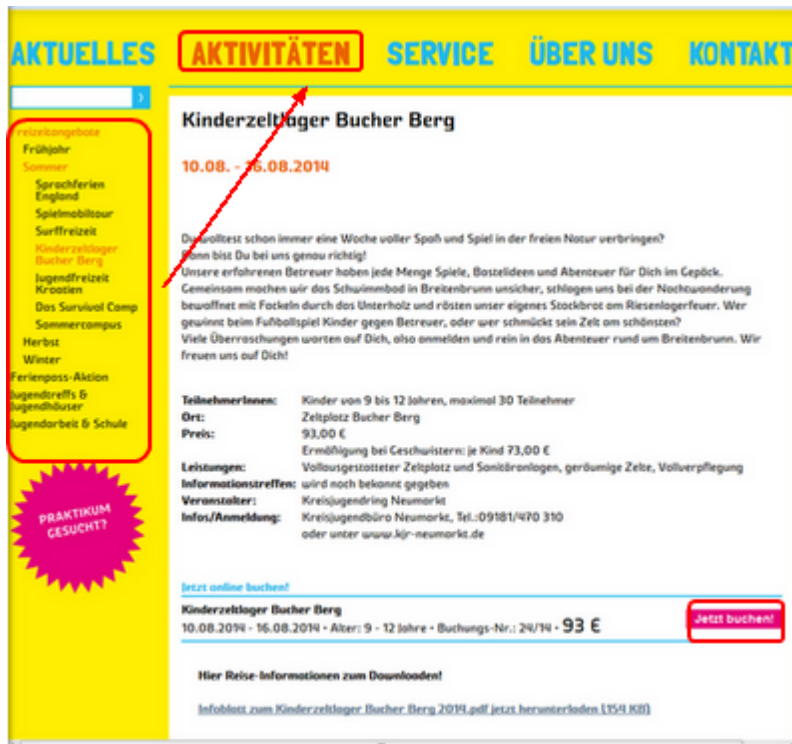 AKTUELLES AKTIVITÄTEN SERVICE ÜBER UNS KONTAKT
Freizeitangebote
Frühjahr
Sommer
Sprachferien
England
Spielmobiltour
Surffreizeit
Kinderzeltlager
Bucher Berg
Jugendfreizeit
Kroatien
Das Survival Camp
Sommercampus
Herbst
Winter
Ferienpass-Aktion
Jugendtreffs &
Jugendhäuser
Jugendarbeit & Schule
PRAKTIKUM
GESUCHT?
Kinderzeltlager Bucher Berg
10.08. - 16.08.2014
Du wolltest schon immer eine Woche voller Spaß und Spiel in der freien Natur verbringen?
Dann bist Du bei uns genau richtig!
Unsere erfahrenen Betreuer haben jede Menge Spiele, Bastelideen und Abenteuer für Dich im Gepäck.
Gemeinsam machen wir das Schwimmbad in Breitenbrunn unsicher, schlagen uns bei der Nachtwanderung
bewaffnet mit Fackeln durch das Unterholz und rösten unser eigenes Stockbrot am Riesenlagerfeuer. Wer
gewinnt beim Fußballspiel Kinder gegen Betreuer, oder wer schmückt sein Zelt am schönsten?
Viele Überraschungen warten auf Dich, also anmelden und rein in das Abenteuer rund um Breitenbrunn. Wir
freuen uns auf Dich!
TeilnehmerInnen: Kinder von 9 bis 12 Jahren, maximal 30 Teilnehmer
Ort: Zeltplatz Bucher Berg
Preis: 93,00 €
Ermäßigung bei Geschwistern: je Kind 73,00 €
Leistungen: Vollausgestatteter Zeltplatz und Sanitäranlagen, geräumige Zelte, Vollverpflegung
Informationstreffen: wird noch bekannt gegeben
Veranstalter: Kreisjugendring Neumarkt
Infos/Anmeldung: Kreisjugendbüro Neumarkt, Tel.:09181/470 310
oder unter www.kjr-neumarkt.de
Jetzt online buchen!
Kinderzeltlager Bucher Berg
10.08.2014 - 16.08.2014 • Alter: 9 - 12 Jahre • Buchungs-Nr.: 24/14 • 93 €
Jetzt buchen!
Hier Reise-Informationen zum Downloaden!
Infoblatt zum Kinderzeltlager Bucher Berg 2014.pdf jetzt herunterladen (154 KB)